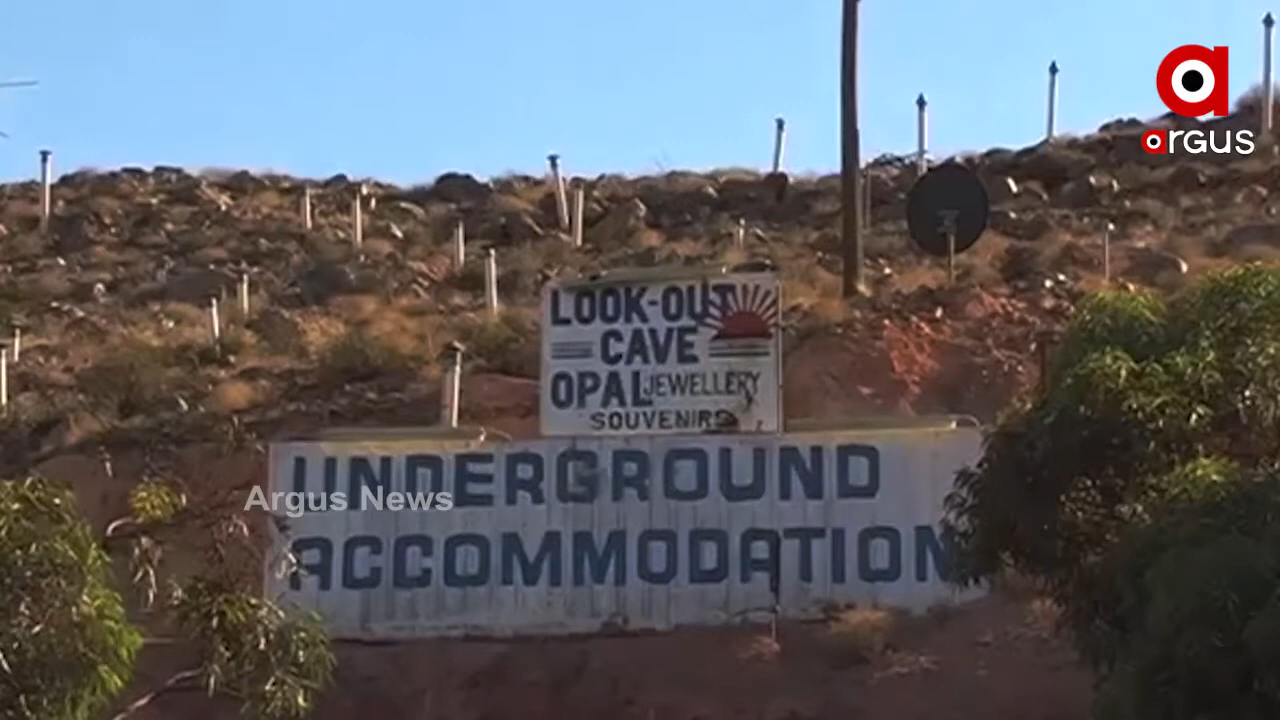 argus
LOOK-OUT
CAVE
OPAL JEWELLERY
SOUVENIRS
UNDERGROUND
Argus News
ACCOMMODATION